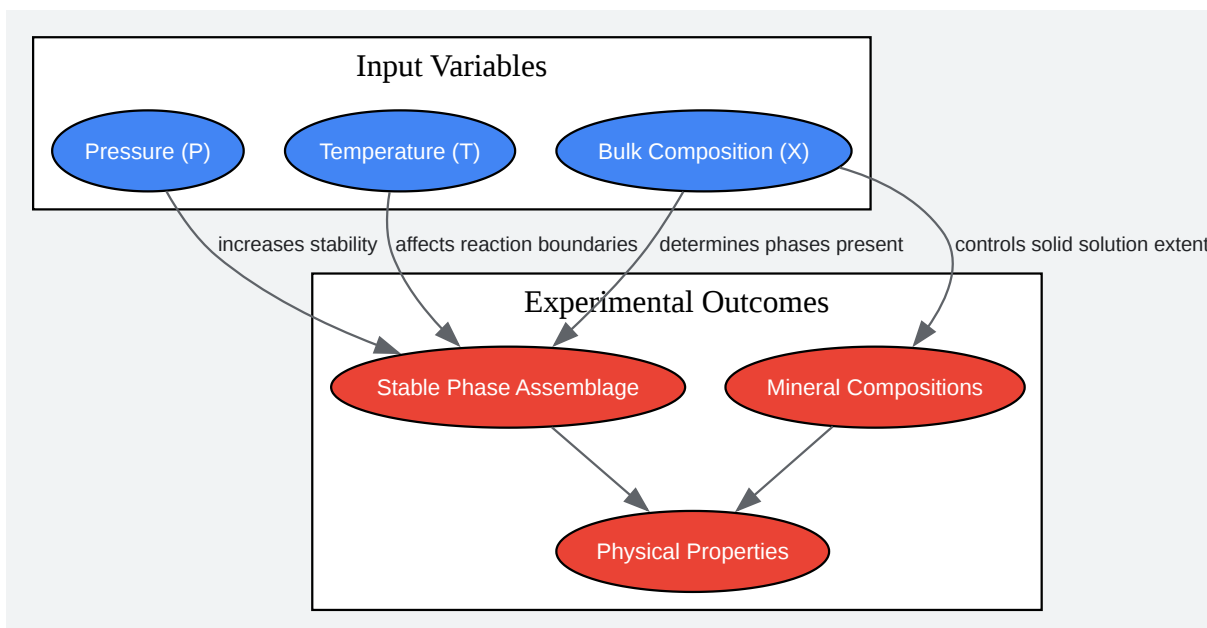 Input Variables
Pressure (P)
Temperature (T)
Bulk Composition (X)
increases stability
affects reaction boundaries
determines phases present
controls solid solution extent
Experimental Outcomes
Stable Phase Assemblage
Mineral Compositions
Physical Properties